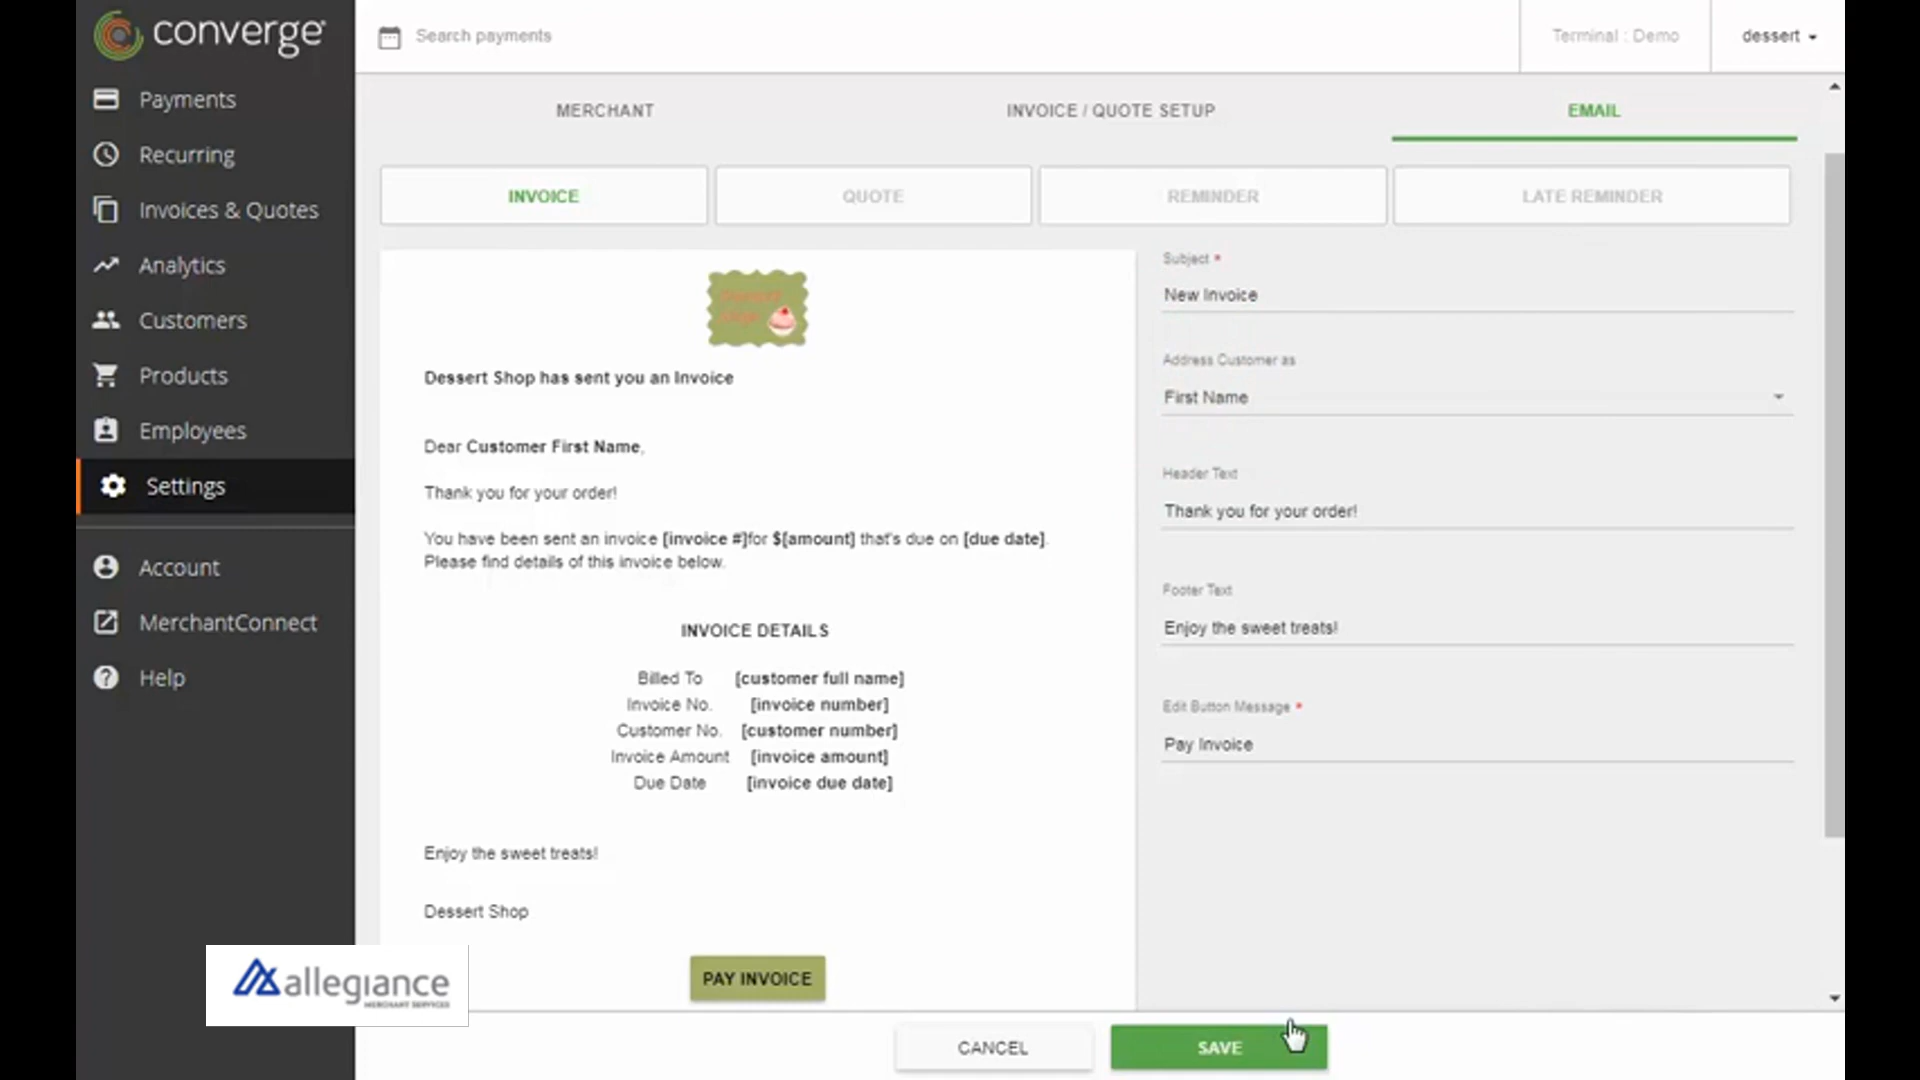 converge
Search payments
Terminal : Demo
dessert
Payments
Recurring
Invoices & Quotes
Analytics
Customers
Products
Employees
Settings
Account
MerchantConnect
Help
MERCHANT
INVOICE / QUOTE SETUP
EMAIL
INVOICE
QUOTE
REMINDER
LATE REMINDER
Dessert Shop has sent you an Invoice
Dear Customer First Name,
Thank you for your order!
You have been sent an invoice [invoice #]for $[amount] that's due on [due date].
Please find details of this invoice below.
INVOICE DETAILS
Billed To [customer full name]
Invoice No. [invoice number]
Customer No. [customer number]
Invoice Amount [invoice amount]
Due Date [invoice due date]
Enjoy the sweet treats!
Dessert Shop
PAY INVOICE
Subject *
New Invoice
Address Customer as
First Name
Header Text
Thank you for your order!
Footer Text
Enjoy the sweet treats!
Edit Button Message *
Pay Invoice
allegiance
MERCHANT SERVICES
CANCEL
SAVE